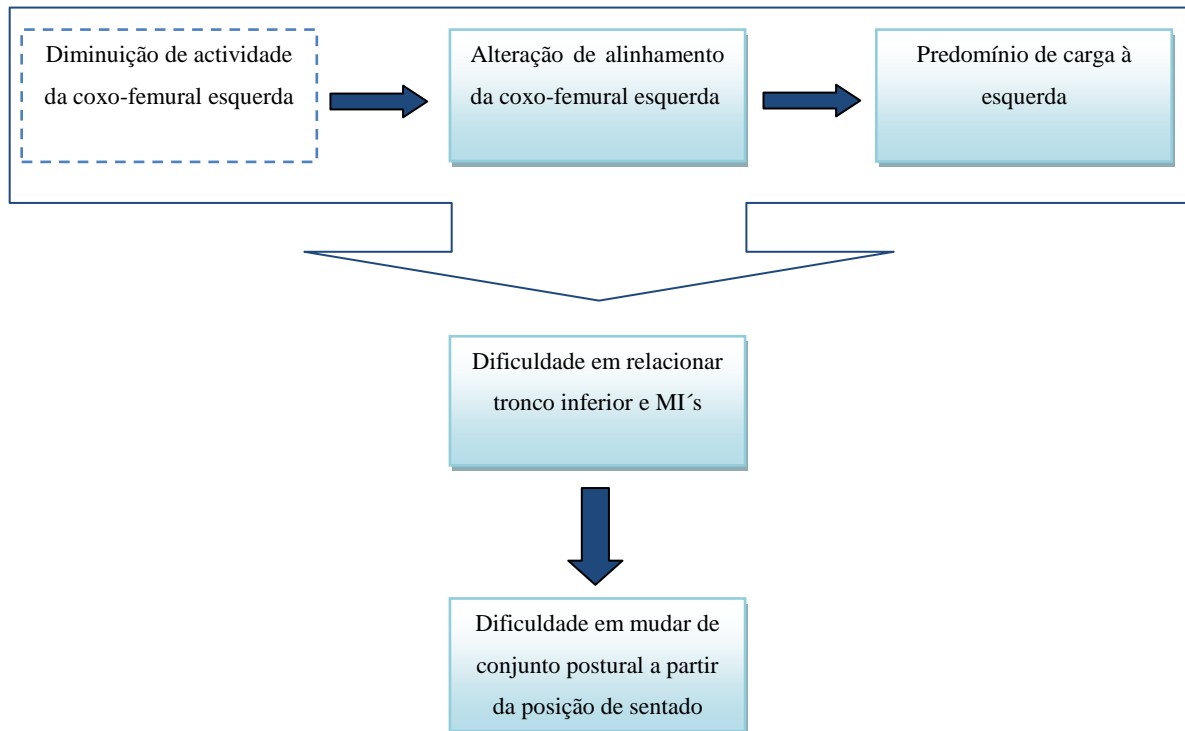 Diminuição de actividade
da coxo-femural esquerda
Alteração de alinhamento
da coxo-femural esquerda
Predomínio de carga à
esquerda
Dificuldade em relacionar
tronco inferior e MI´s
Dificuldade em mudar de
conjunto postural a partir
da posição de sentado